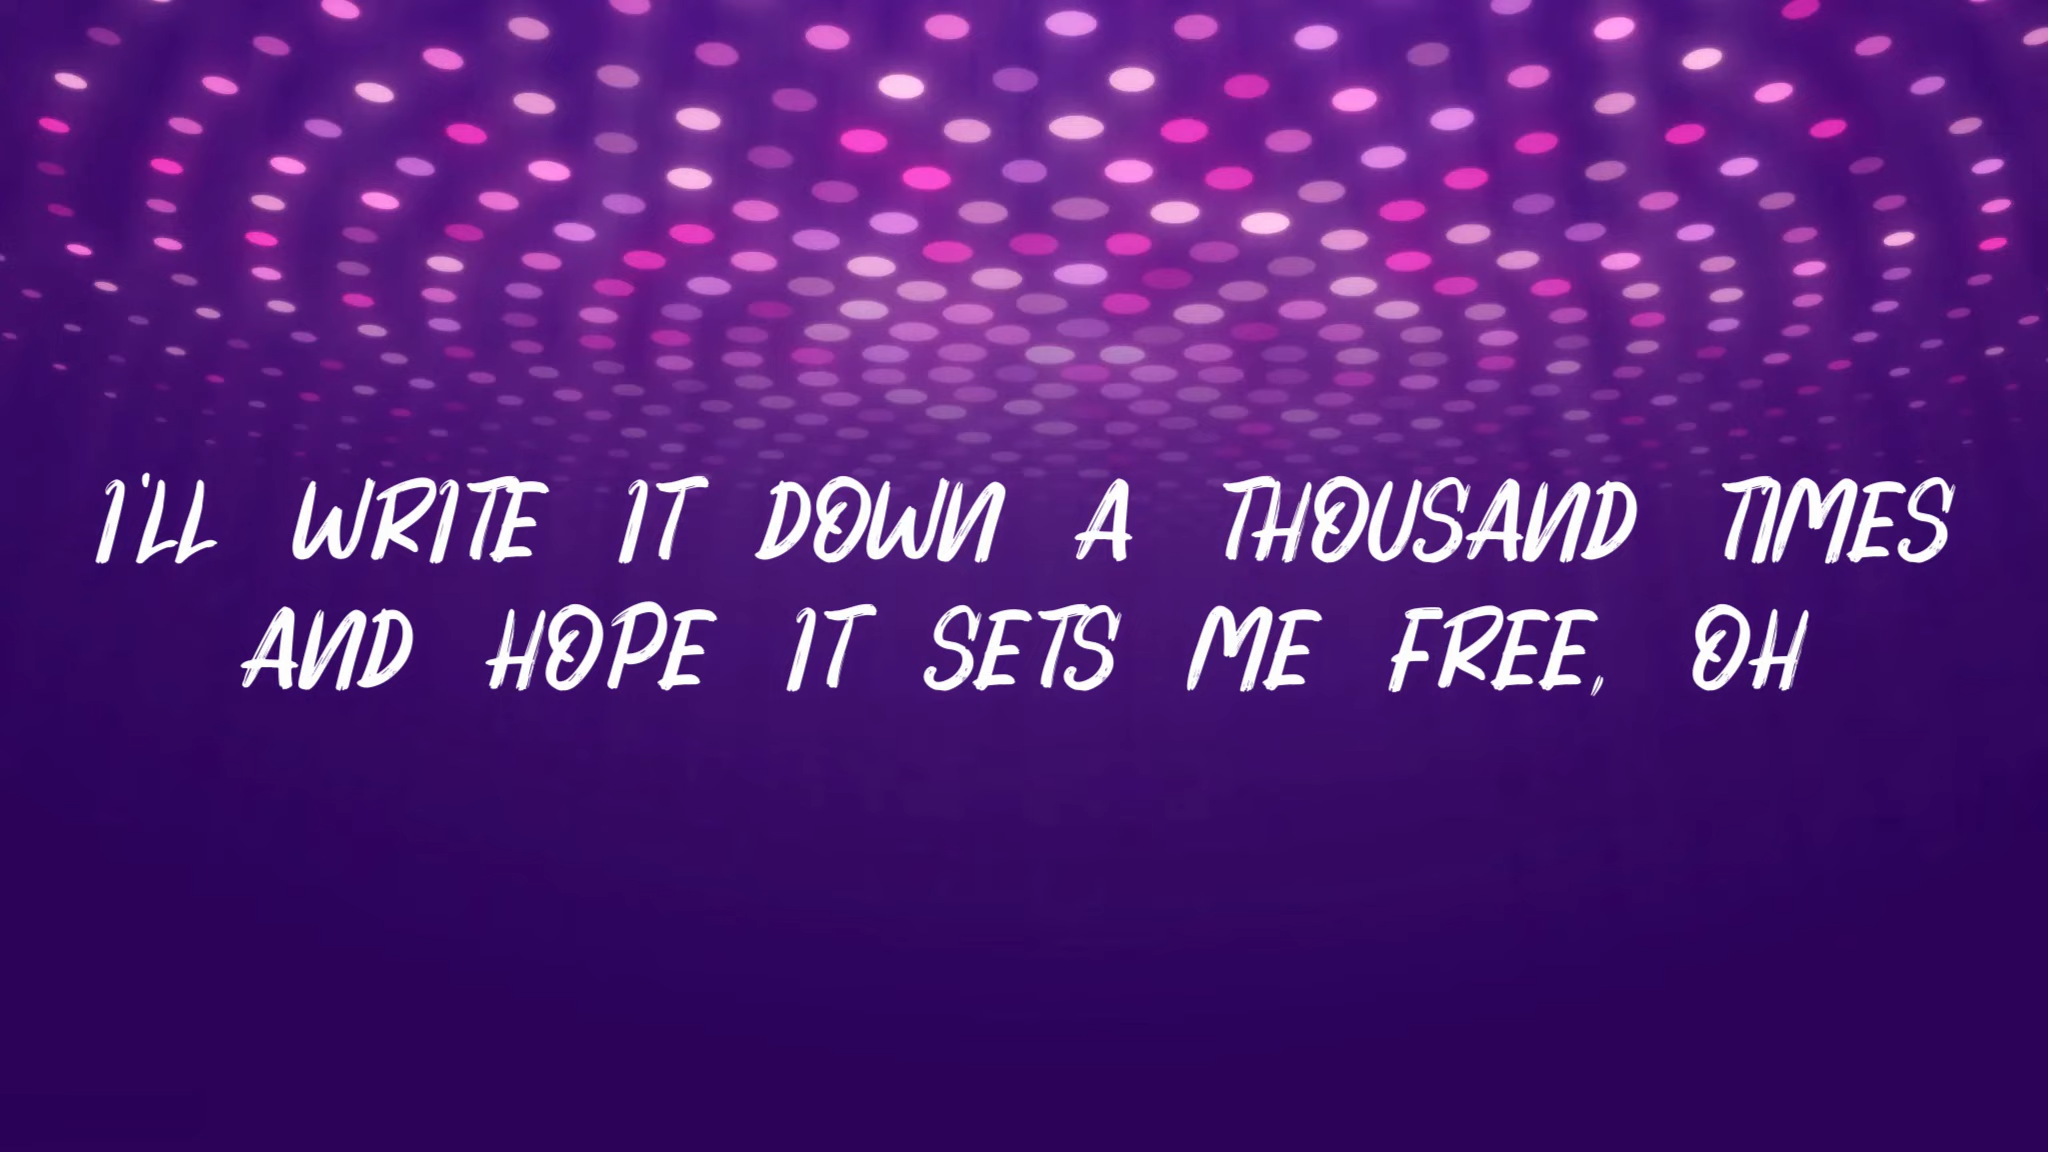 I'LL WRITE IT DOWN A THOUSAND TIMES
AND HOPE IT SETS ME FREE, OH